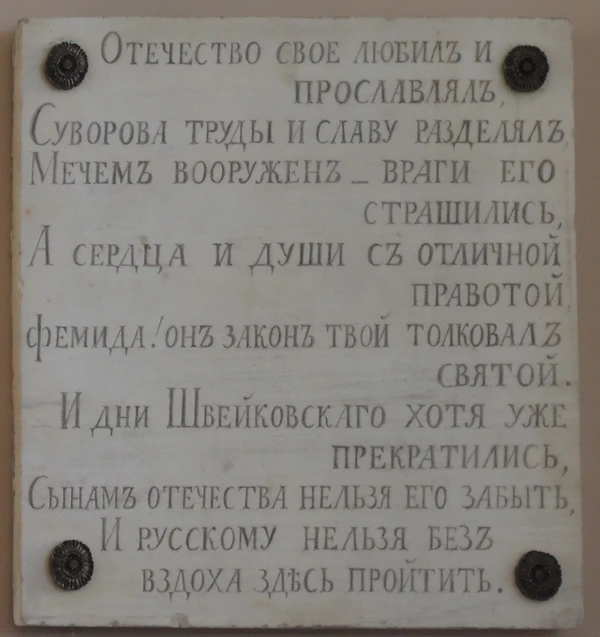 Отечество свое любилъ и
прославлялъ,
Суворова труды и славу раздѣлялъ,
Мечемъ вооруженъ – враги его
страшились,
А сердца и души съ отличной
правотой,
Фемида! онъ законъ твой толковалъ
святой.
И дни Швейковскаго хотя уже
прекратились,
Сынамъ отечества нельзя его забыть,
И русскому нельзя безъ
вздоха здѣсь пройтить.